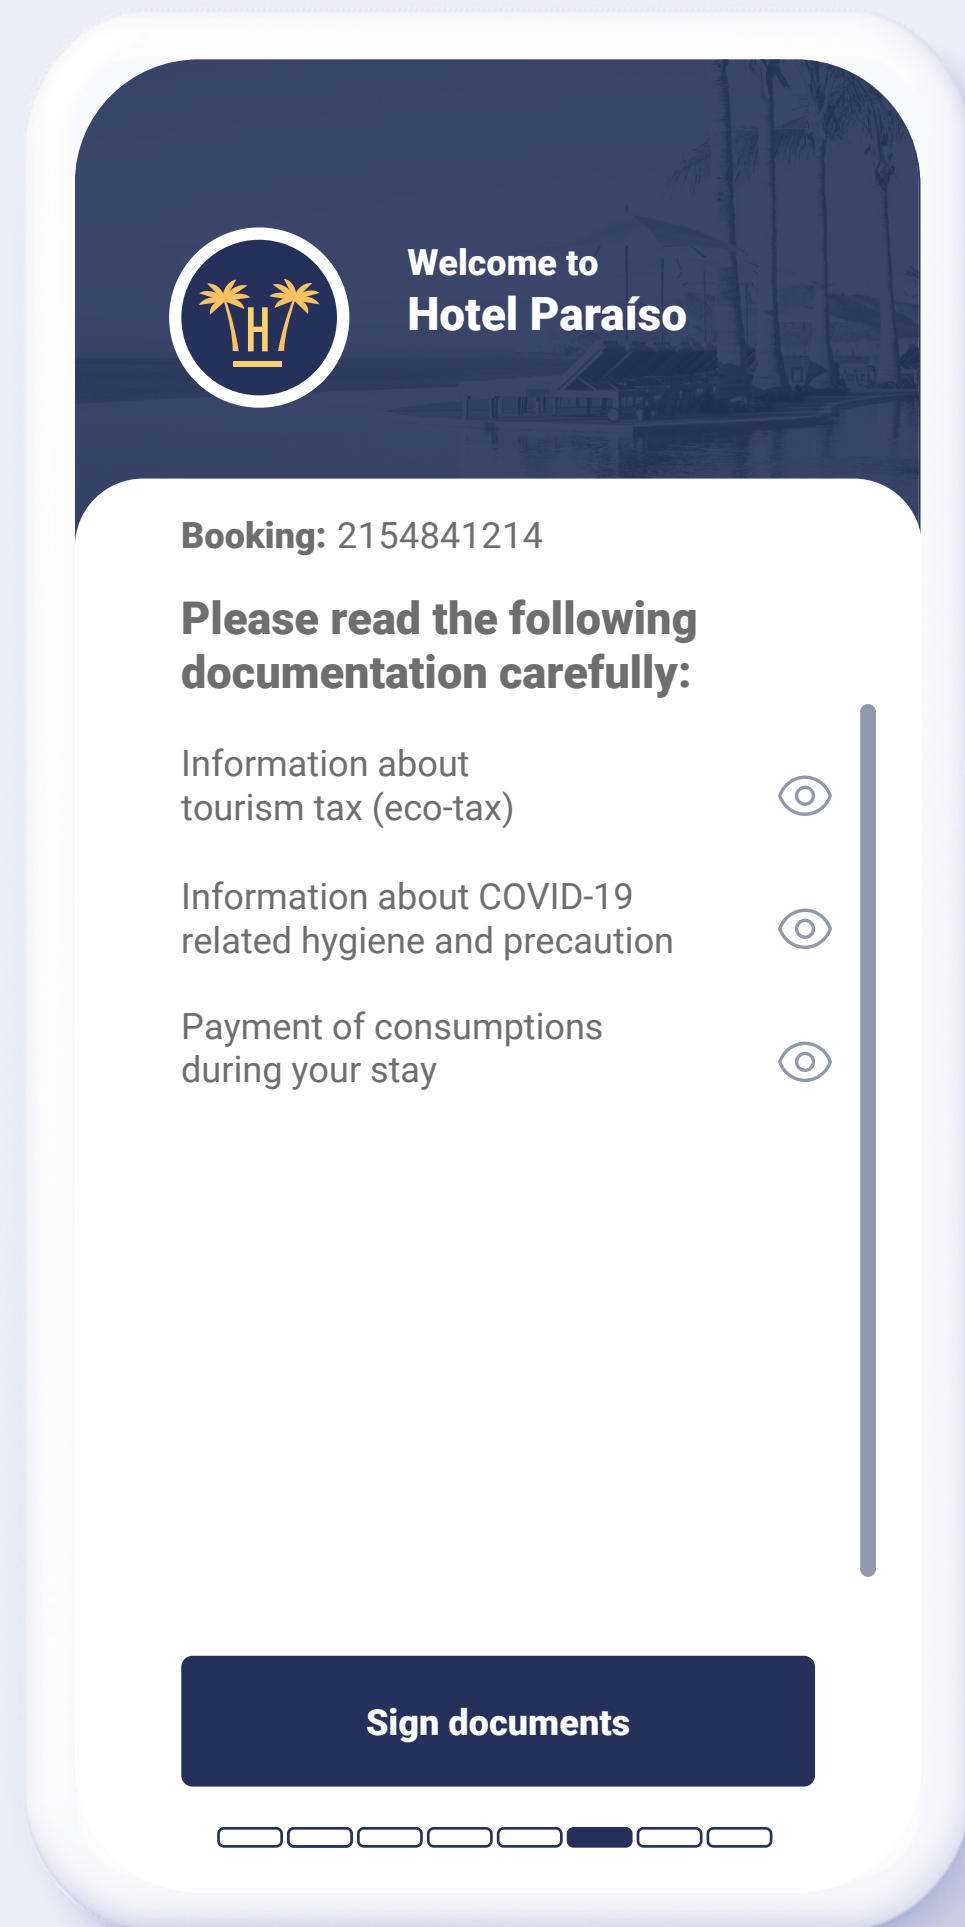 H
Welcome to
Hotel Paraíso
Booking: 2154841214
Please read the following
documentation carefully:
Information about
tourism tax (eco-tax)
Information about COVID-19
related hygiene and precaution
Payment of consumptions
during your stay
Sign documents